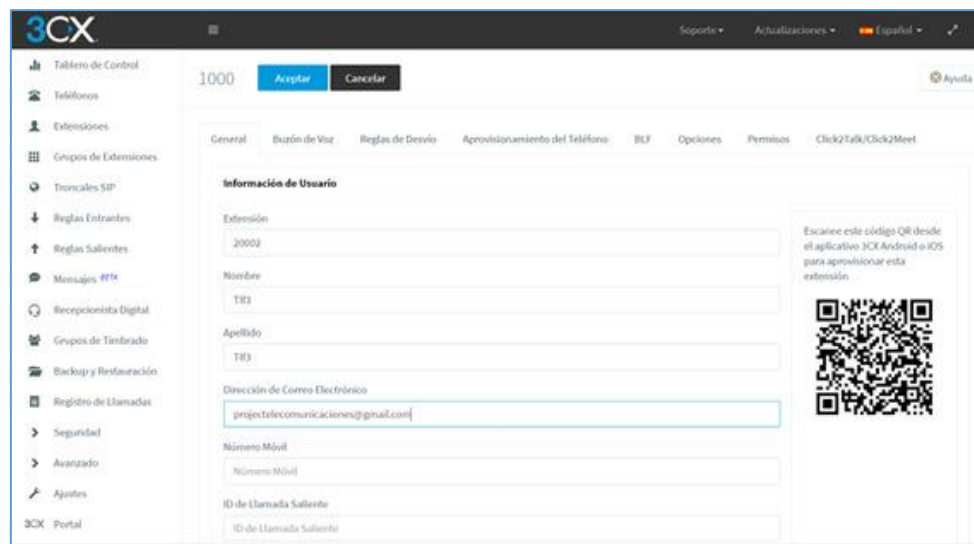 3CX
Soporte
Actualizaciones
Español
Tablero de Control
Teléfonos
Extensiones
Grupos de Extensiones
Troncales SIP
Reglas Entrantes
Reglas Salientes
Mensajes BETA
Recepcionista Digital
Grupos de Timbrado
Backup y Restauración
Registro de Llamadas
Seguridad
Avanzado
Ajustes
3CX Portal
1000
Aceptar
Cancelar
Ayuda
General
Buzón de Voz
Reglas de Desvío
Aprovisionamiento del Teléfono
BLF
Opciones
Permisos
Click2Talk/Click2Meet
Información de Usuario
Extensión
20002
Nombre
Tlf3
Apellido
Tlf3
Dirección de Correo Electrónico
projectelecomunicaciones@gmail.com
Número Móvil
Número Móvil
ID de Llamada Saliente
ID de Llamada Saliente
Escanee este código QR desde
el aplicativo 3CX Android o iOS
para aprovisionar esta
extensión